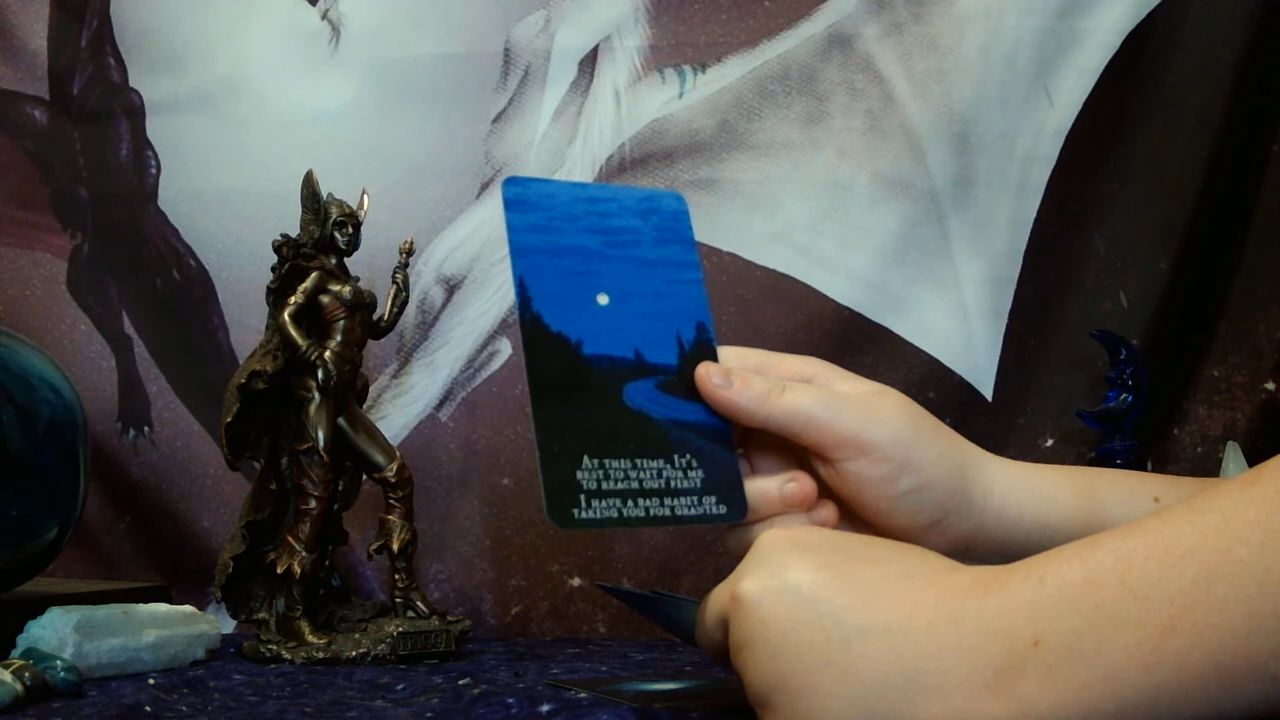 At this time, It's
best to wait for me
to reach out first
I have a bad habit of
taking you for granted